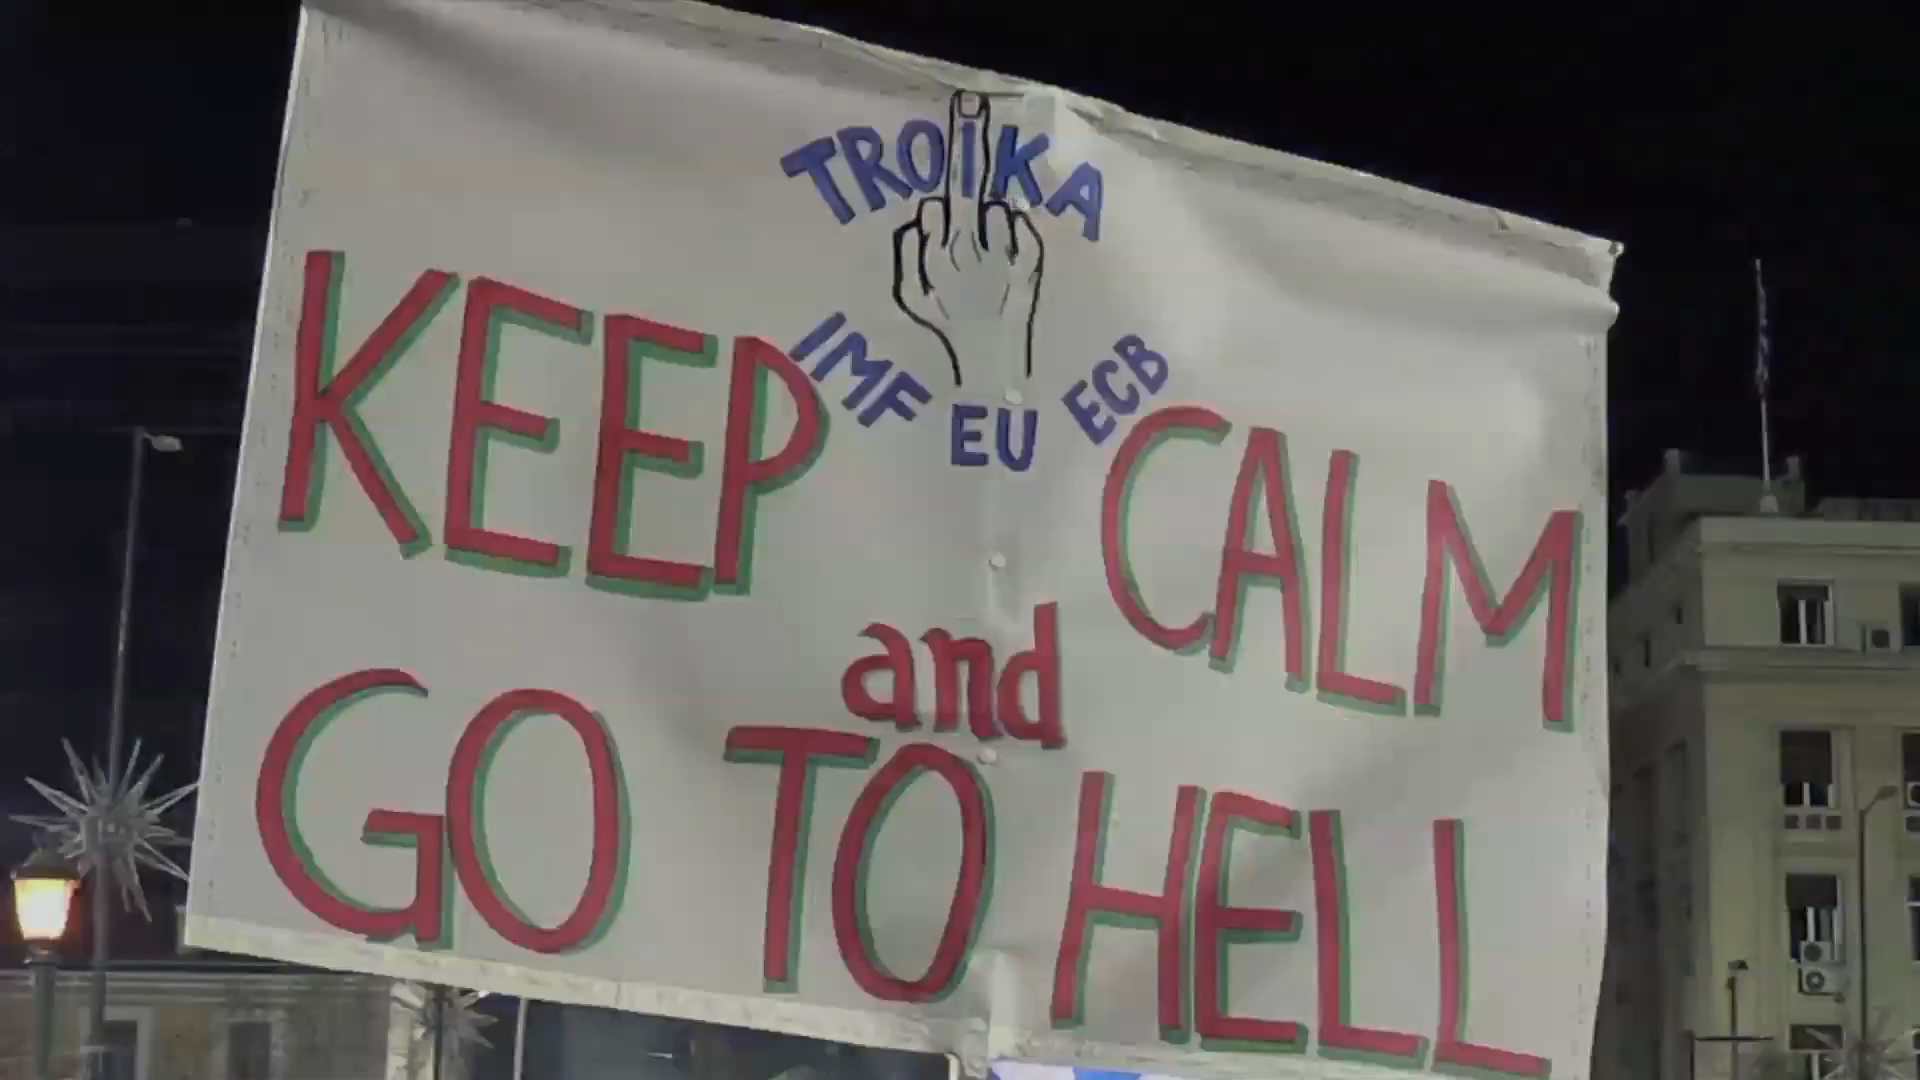 TROIKA
IMF EU ECB
KEEP CALM
and
GO TO HELL